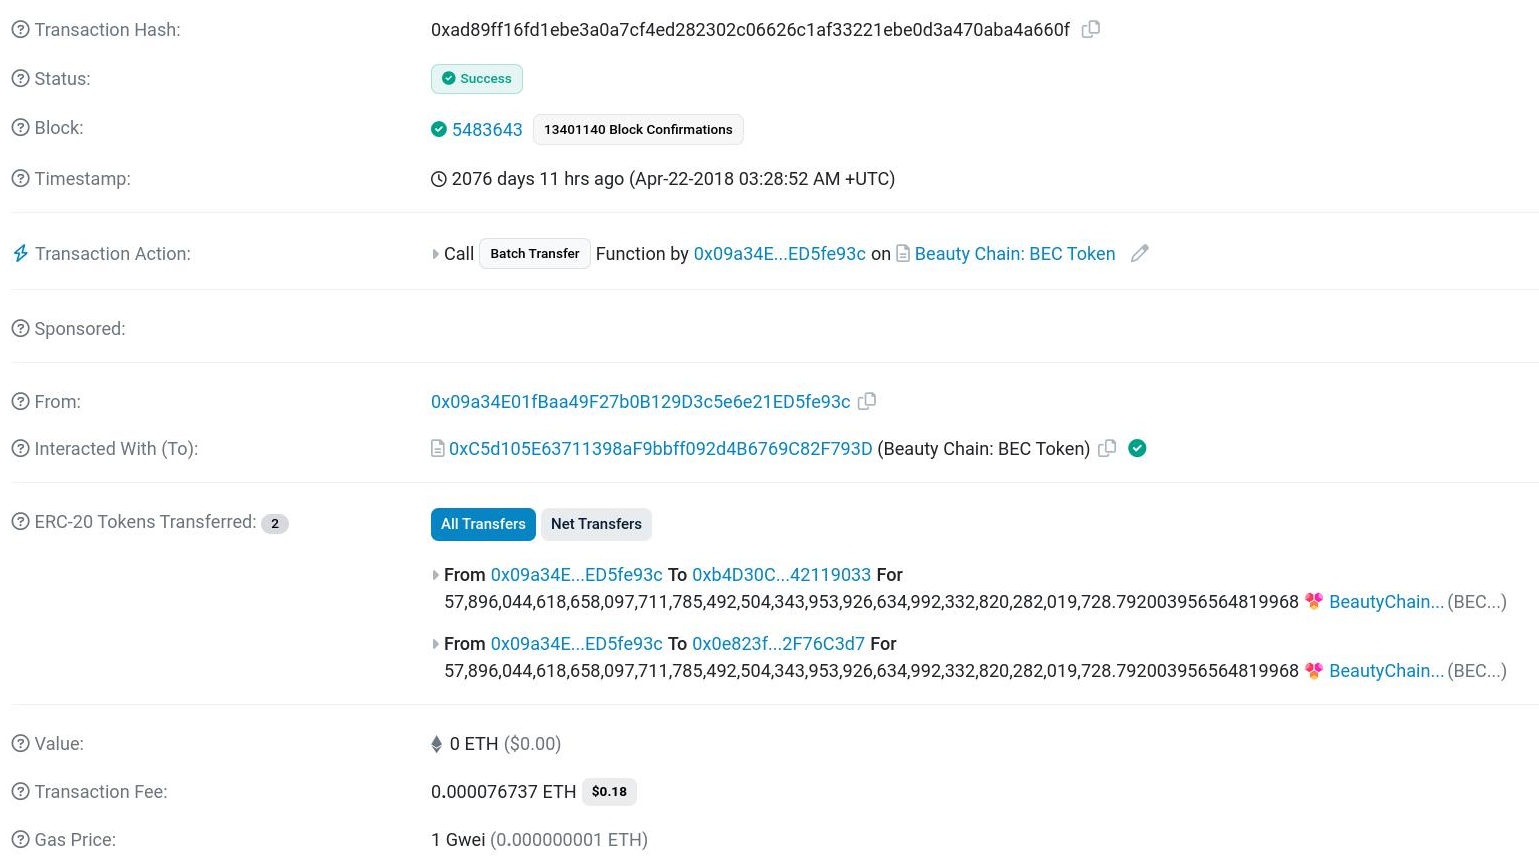 Transaction Hash: 0xad89ff16fd1ebe3a0a7cf4ed282302c06626c1af33221ebe0d3a470aba4a660f
Status: Success
Block: 5483643 13401140 Block Confirmations
Timestamp: 2076 days 11 hrs ago (Apr-22-2018 03:28:52 AM +UTC)
Transaction Action: Call Batch Transfer Function by 0x09a34E...ED5fe93c on Beauty Chain: BEC Token
Sponsored:
From: 0x09a34E01fBaa49F27b0B129D3c5e6e21ED5fe93c
Interacted With (To): 0xC5d105E63711398aF9bbff092d4B6769C82F793D (Beauty Chain: BEC Token)
ERC-20 Tokens Transferred: 2 All Transfers Net Transfers
From 0x09a34E...ED5fe93c To 0xb4D30C...42119033 For
57,896,044,618,658,097,711,785,492,504,343,953,926,634,992,332,820,282,019,728.792003956564819968 BeautyChain... (BEC...)
From 0x09a34E...ED5fe93c To 0x0e823f...2F76C3d7 For
57,896,044,618,658,097,711,785,492,504,343,953,926,634,992,332,820,282,019,728.792003956564819968 BeautyChain... (BEC...)
Value: 0 ETH ($0.00)
Transaction Fee: 0.000076737 ETH $0.18
Gas Price: 1 Gwei (0.000000001 ETH)